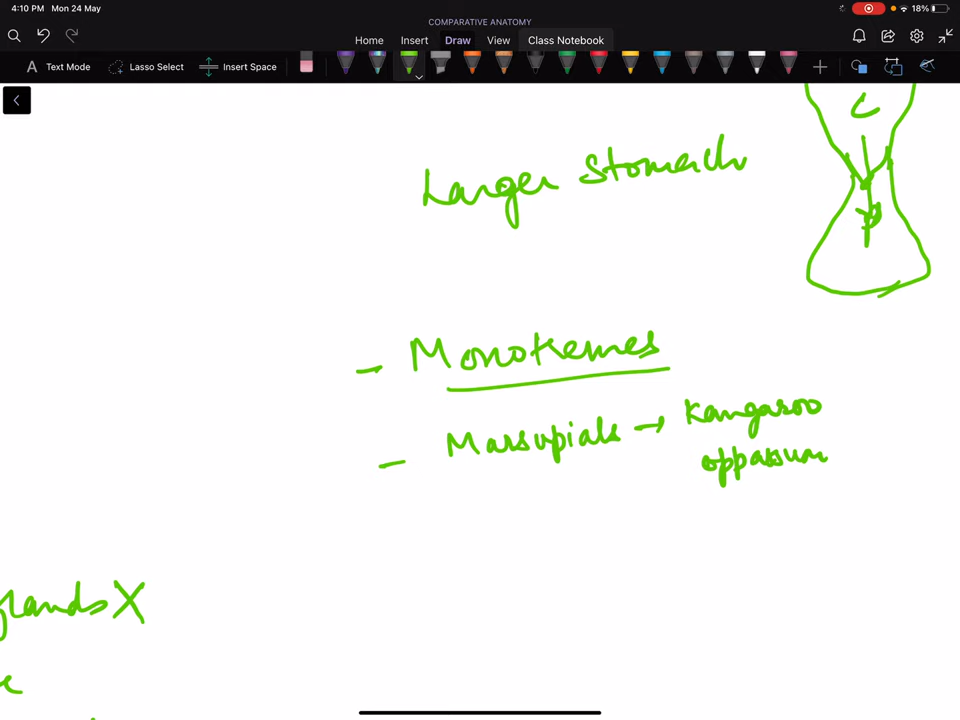 4:10 PM Mon 24 May
18%
COMPARATIVE ANATOMY
Home Insert Draw View Class Notebook
Text Mode Lasso Select Insert Space
C
Larger Stomach
P
- Monotremes
- Marsupials → Kangaroo
oppassum
glands X